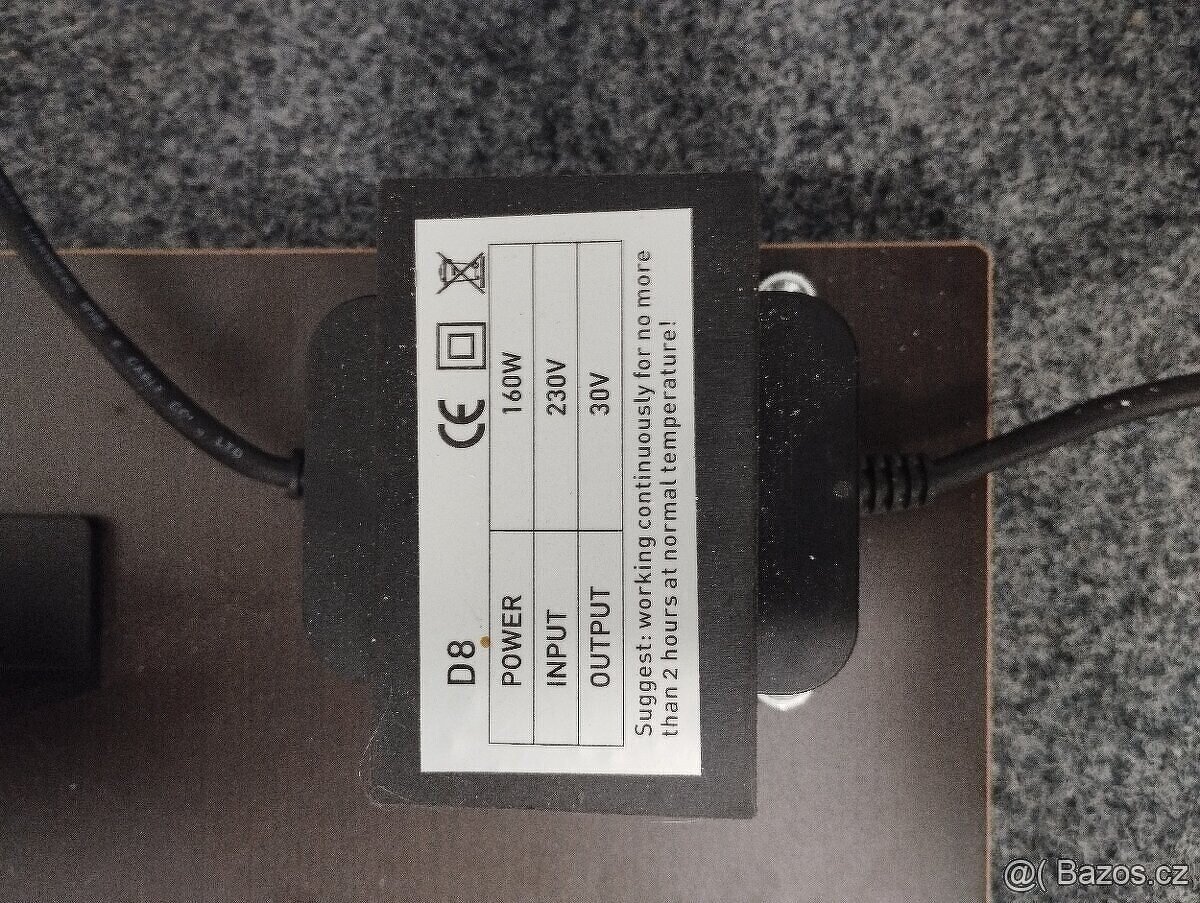 D8
CE
POWER 160W
INPUT 230V
OUTPUT 30V
Suggest: working continuously for no more
than 2 hours at normal temperature!
@( Bazos.cz